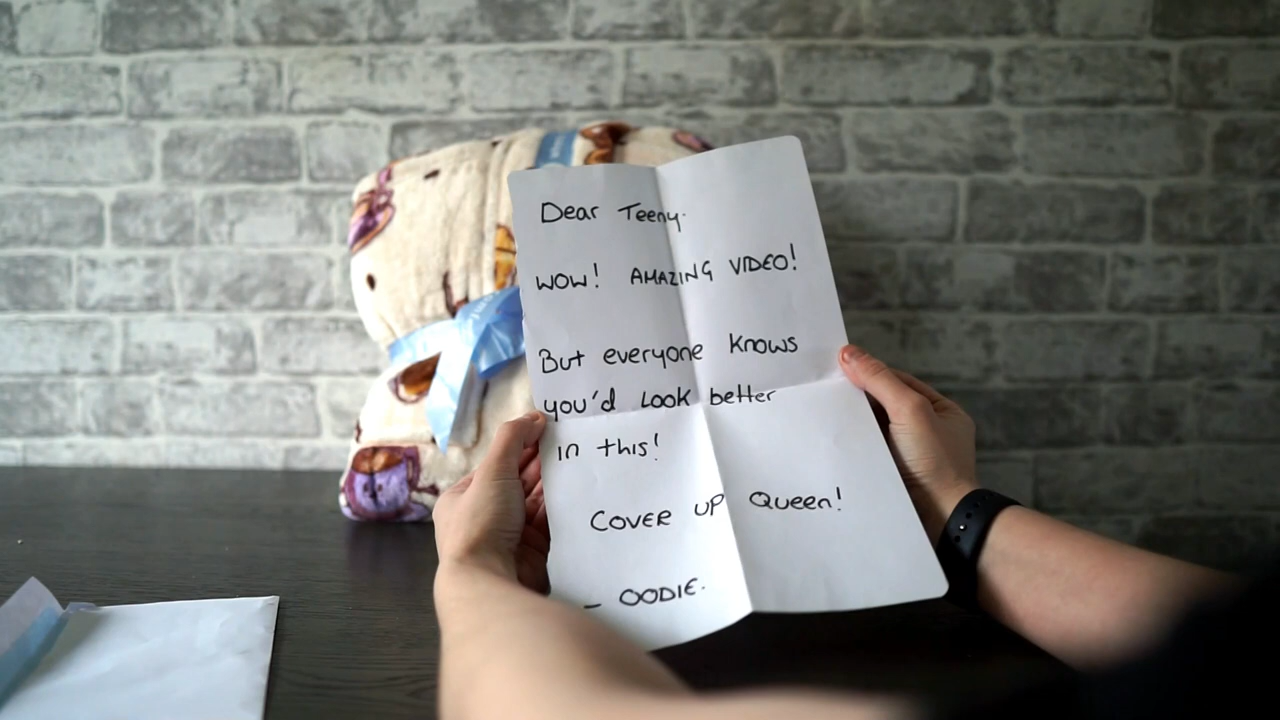 Dear Teeny.
WOW! AMAZING VIDEO!
But everyone knows
you'd look better
in this!
COVER UP Queen!
- OODIE.